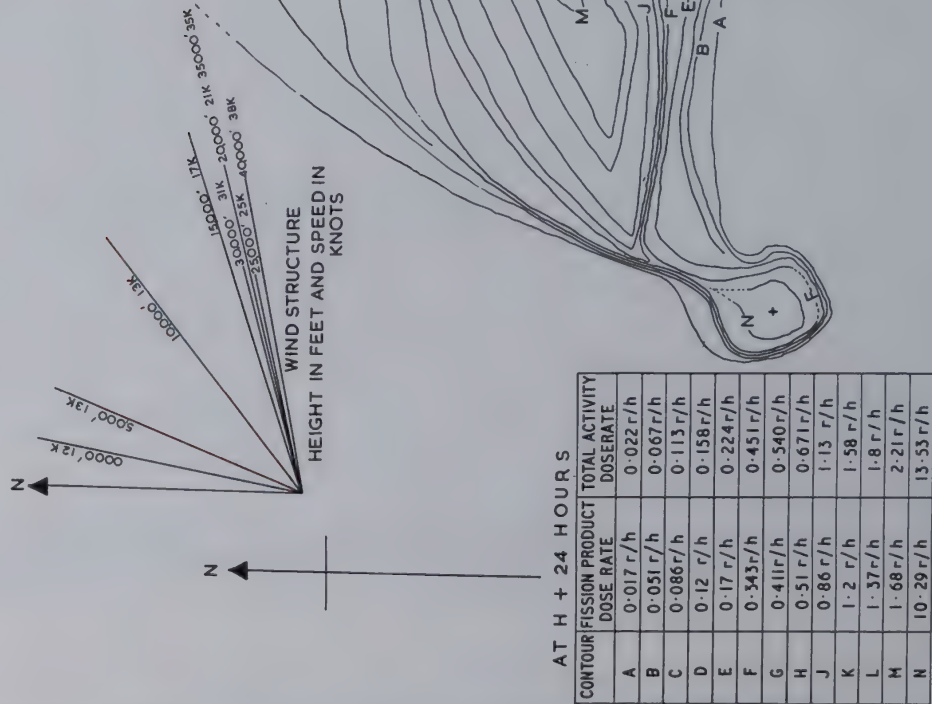 N
0000' 12K
5000' 13K
10000' 13K
15000' 17K
30000' 31K 20,000' 21K 35000' 35K
25000' 25K 40000' 38K
WIND STRUCTURE
HEIGHT IN FEET AND SPEED IN
KNOTS
N
M
J
F
E
A
B
N
F
AT H + 24 HOURS
CONTOUR FISSION PRODUCT DOSE RATE TOTAL ACTIVITY DOSERATE
A 0·017 r/h 0·022 r/h
B 0·051 r/h 0·067 r/h
C 0·086 r/h 0·113 r/h
D 0·12 r/h 0·158 r/h
E 0·17 r/h 0·224 r/h
F 0·343 r/h 0·451 r/h
G 0·411 r/h 0·540 r/h
H 0·51 r/h 0·671 r/h
J 0·86 r/h 1·13 r/h
K 1·2 r/h 1·58 r/h
L 1·37 r/h 1·8 r/h
M 1·68 r/h 2·21 r/h
N 10·29 r/h 13·53 r/h